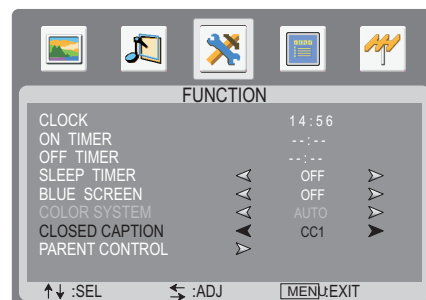 FUNCTION
CLOCK 14:56
ON TIMER --:--
OFF TIMER --:--
SLEEP TIMER OFF
BLUE SCREEN OFF
COLOR SYSTEM AUTO
CLOSED CAPTION CC1
PARENT CONTROL
:SEL :ADJ MENU:EXIT